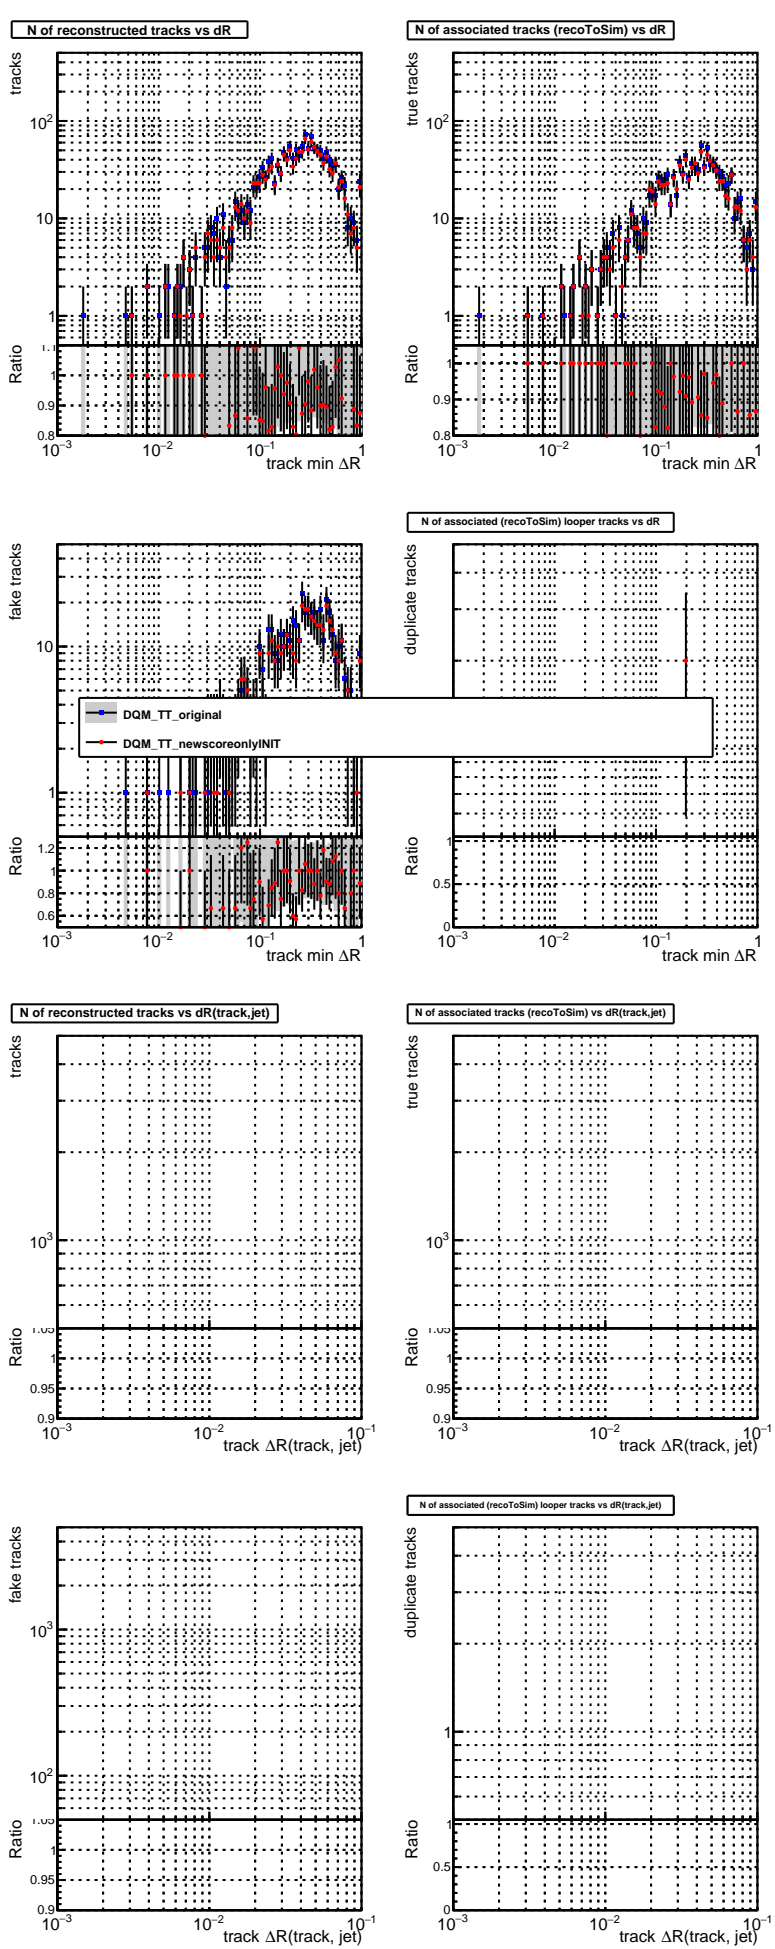 N of reconstructed tracks vs dR
tracks
10²
10
1
Ratio
1.1
1
0.9
0.8
10⁻³ 10⁻² 10⁻¹ 1
track min ΔR
N of associated tracks (recoToSim) vs dR
true tracks
10²
10
1
Ratio
1
0.9
0.8
10⁻³ 10⁻² 10⁻¹ 1
track min ΔR
fake tracks
10
1
Ratio
1.2
1
0.8
0.6
10⁻³ 10⁻² 10⁻¹ 1
track min ΔR
N of associated (recoToSim) looper tracks vs dR
duplicate tracks
Ratio
1
0.5
0
10⁻³ 10⁻² 10⁻¹ 1
track min ΔR
DQM_TT_original
DQM_TT_newscoreonlyINIT
N of reconstructed tracks vs dR(track,jet)
tracks
10³
Ratio
1.05
1
0.95
0.9
10⁻³ 10⁻² 10⁻¹
track ΔR(track, jet)
N of associated tracks (recoToSim) vs dR(track,jet)
true tracks
10³
Ratio
1.05
1
0.95
0.9
10⁻³ 10⁻² 10⁻¹
track ΔR(track, jet)
fake tracks
10³
10²
Ratio
1.05
1
0.95
0.9
10⁻³ 10⁻² 10⁻¹
track ΔR(track, jet)
N of associated (recoToSim) looper tracks vs dR(track,jet)
duplicate tracks
1
Ratio
1
0.5
0
10⁻³ 10⁻² 10⁻¹
track ΔR(track, jet)